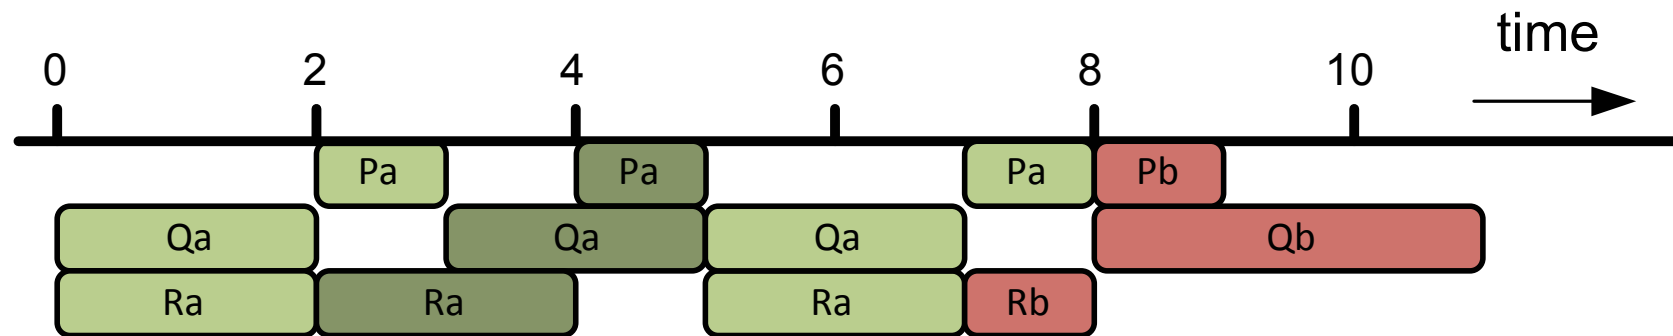 time
0 2 4 6 8 10
Pa Pa Pa Pb
Qa Qa Qa Qb
Ra Ra Ra Rb